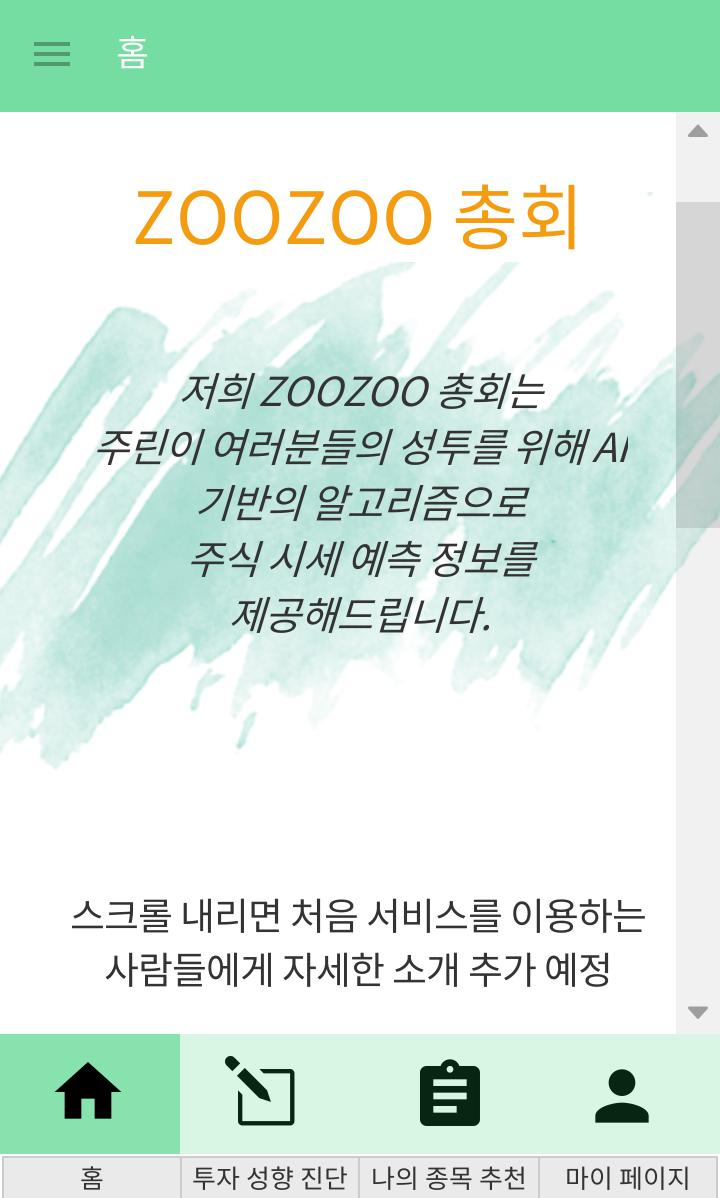 홈
ZOOZOO 총회
저희 ZOOZOO 총회는
주린이 여러분들의 성투를 위해 AI
기반의 알고리즘으로
주식 시세 예측 정보를
제공해드립니다.
스크롤 내리면 처음 서비스를 이용하는
사람들에게 자세한 소개 추가 예정
홈 투자 성향 진단 나의 종목 추천 마이 페이지